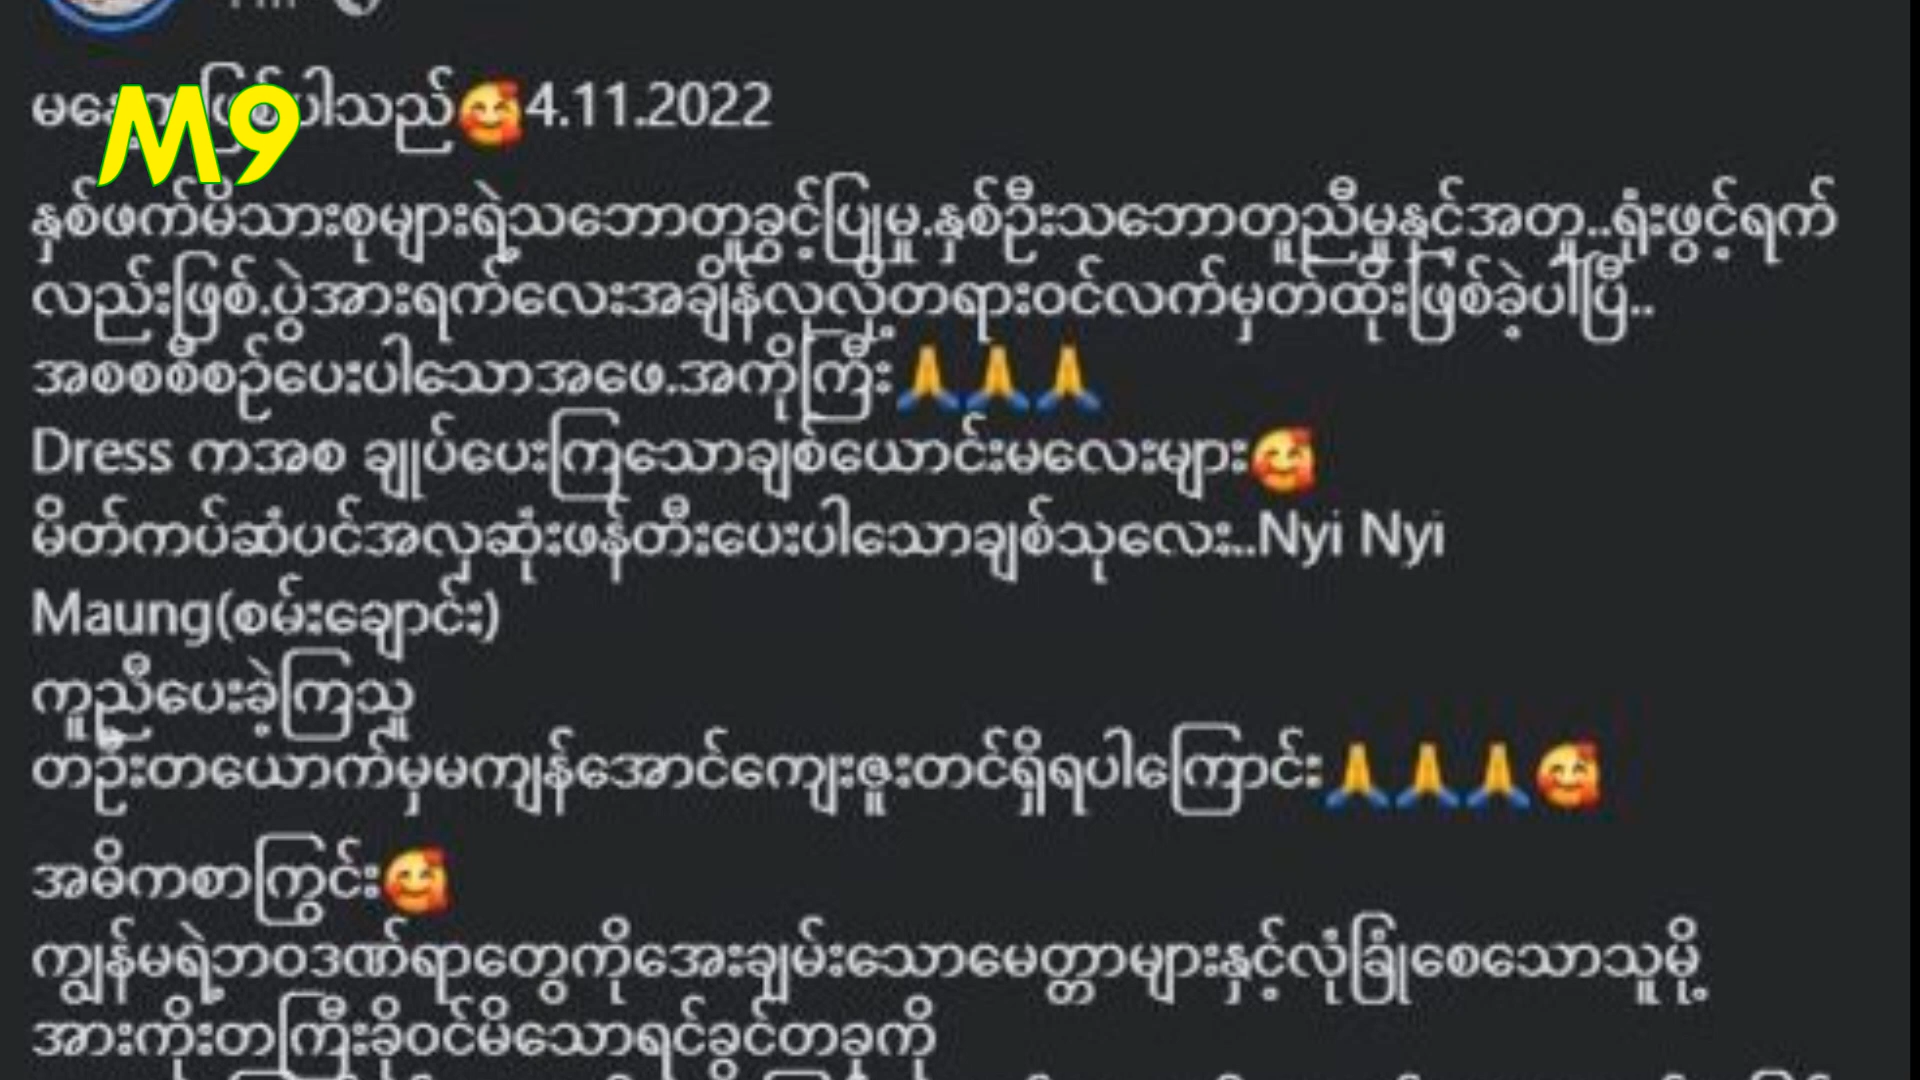 M9
ပါသည်🥰4.11.2022
နှစ်ဖက်မိသားစုများရဲ့သဘောတူခွင့်ပြုမှု.နှစ်ဦးသဘောတူညီမှုနှင့်အတူ..ရုံးဖွင့်ရက်
လည်းဖြစ်.ပွဲအားရက်လေးအချိန်လုလို့တရားဝင်လက်မှတ်ထိုးဖြစ်ခဲ့ပါပြီ..
အစစစီစဉ်ပေးပါသောအဖေ.အကိုကြီး🙏🙏🙏
Dress ကအစ ချုပ်ပေးကြသောချစ်ယောင်းမလေးများ🥰
မိတ်ကပ်ဆံပင်အလှဆုံးဖန်တီးပေးပါသောချစ်သုလေး..Nyi Nyi
Maung(စမ်းချောင်း)
ကူညီပေးခဲ့ကြသူ
တဦးတယောက်မှမကျန်အောင်ကျေးဇူးတင်ရှိရပါကြောင်း🙏🙏🙏🥰
အဓိကစာကြွင်း🥰
ကျွန်မရဲ့ဘဝဒဏ်ရာတွေကိုအေးချမ်းသောမေတ္တာများနှင့်လုံခြုံစေသောသူမို့
အားကိုးတကြီးခိုဝင်မိသောရင်ခွင်တခုကို